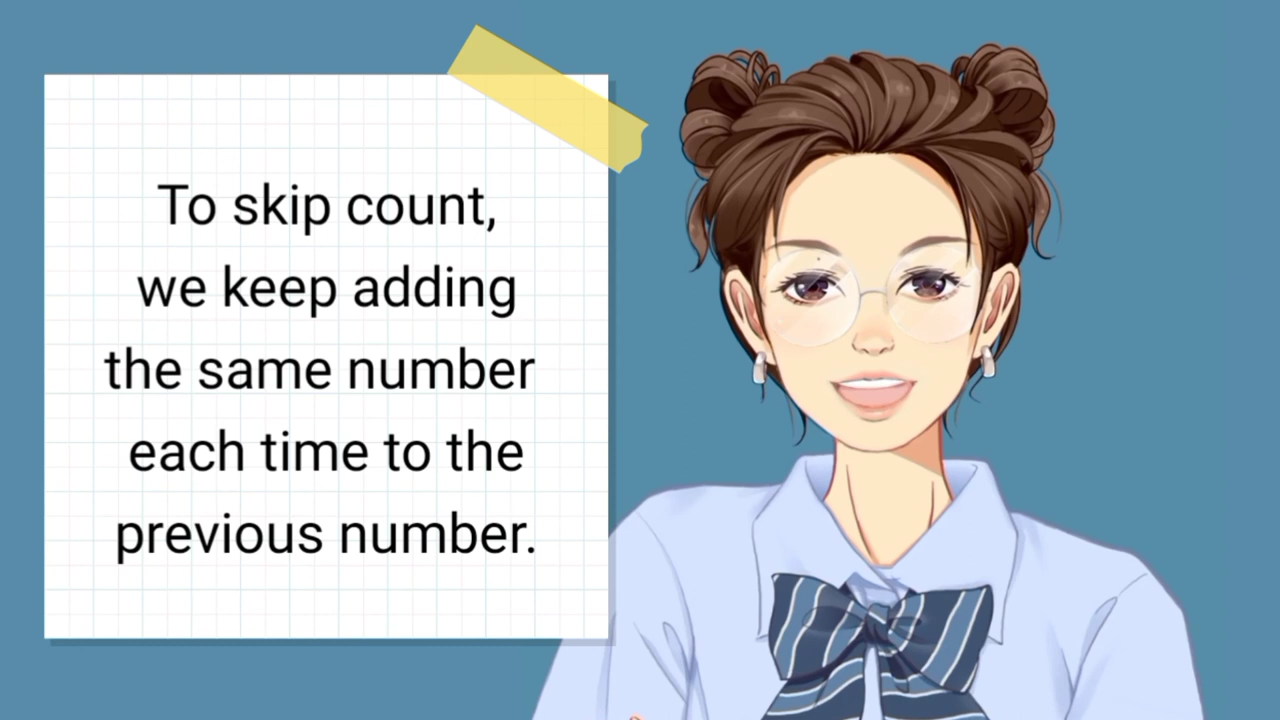 To skip count,
we keep adding
the same number
each time to the
previous number.